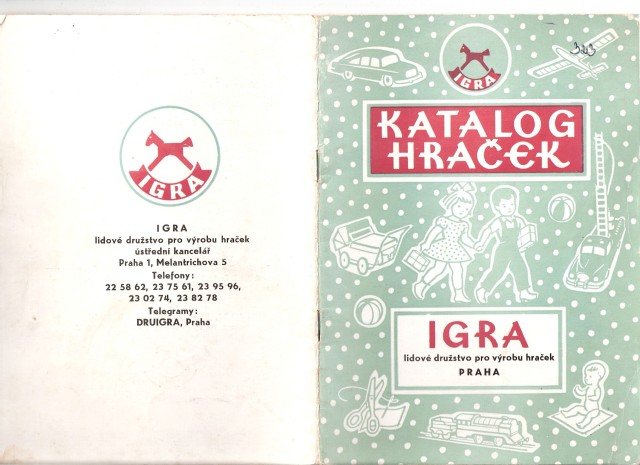 IGRA
IGRA
lidové družstvo pro výrobu hraček
ústřední kancelář
Praha 1, Melantrichova 5
Telefony:
22 58 62, 23 75 61, 23 95 96,
23 02 74, 23 82 78
Telegramy:
DRUIGRA, Praha
IGRA
323
KATALOG
HRAČEK
IGRA
lidové družstvo pro výrobu hraček
PRAHA